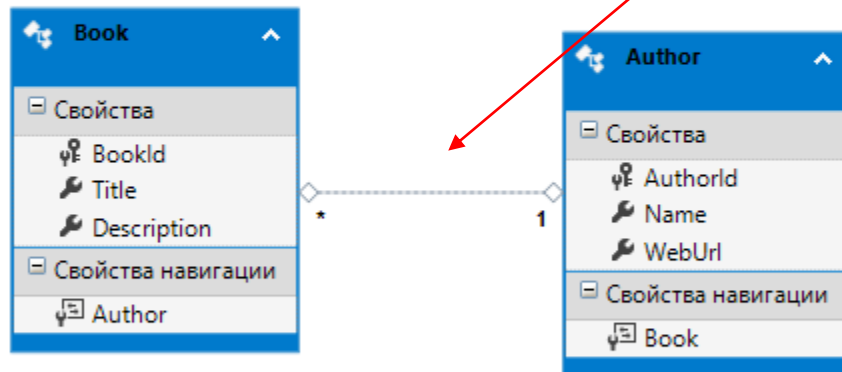 Book
Свойства
BookId
Title
Description
Свойства навигации
Author
* 1
Author
Свойства
AuthorId
Name
WebUrl
Свойства навигации
Book